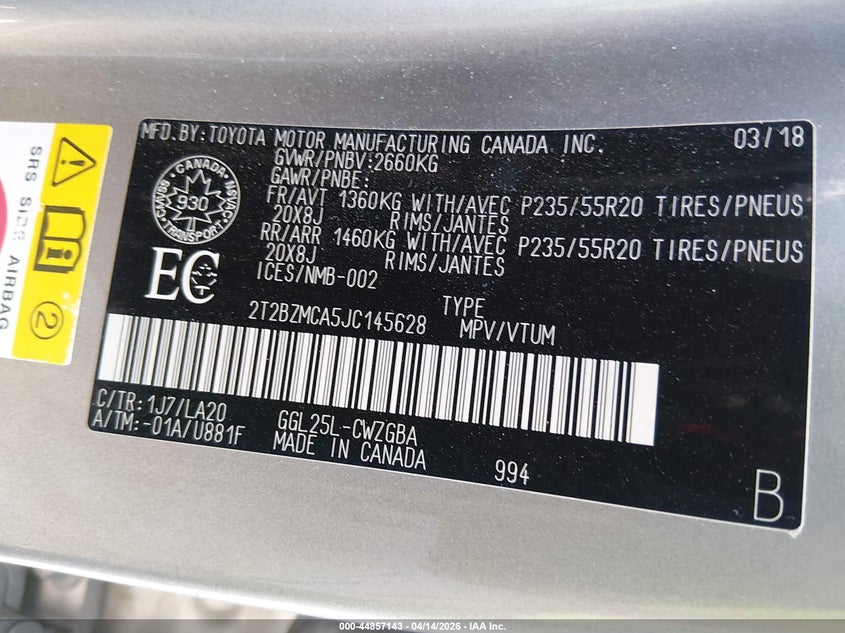 MFD.BY:TOYOTA MOTOR MANUFACTURING CANADA INC. 03/18
GVWR/PNBV:2660KG
GAWR/PNBE:
FR/AVT 1360KG WITH/AVEC P235/55R20 TIRES/PNEUS
20X8J RIMS/JANTES
RR/ARR 1460KG WITH/AVEC P235/55R20 TIRES/PNEUS
20X8J RIMS/JANTES
ICES/NMB-002
CANADA
930
TRANSPORT
NSVAC
EC
2T2BZMCA5JC145628
TYPE
MPV/VTUM
C/TR:1J7/LA20
A/TM:-01A/U881F
GGL25L-CWZGBA
MADE IN CANADA
994
B
SRS SIDE AIRBAG
2
000-44857143 - 04/14/2026 - IAA Inc.